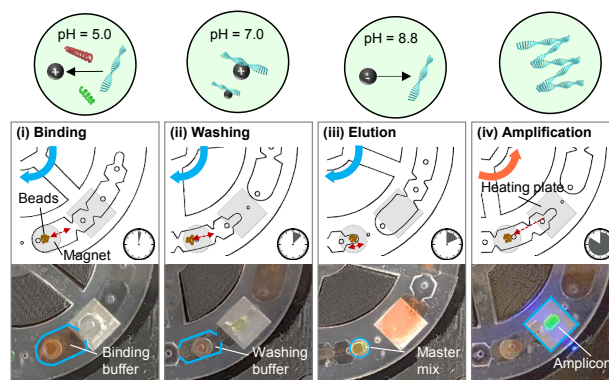 pH = 5.0
+
pH = 7.0
+
pH = 8.8
-
(i) Binding
Beads
Magnet
Binding
buffer
(ii) Washing
Washing
buffer
(iii) Elution
Master
mix
(iv) Amplification
Heating plate
Amplicon